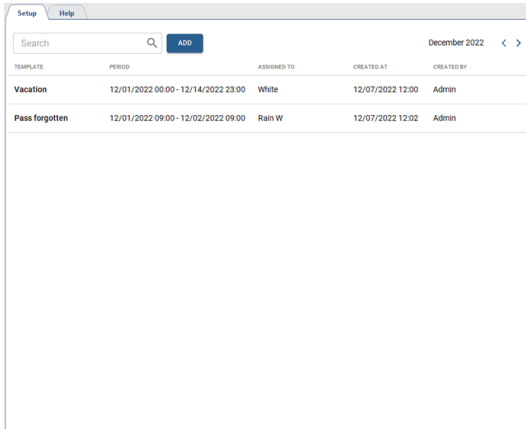 Setup Help
Search ADD December 2022
TEMPLATE PERIOD ASSIGNED TO CREATED AT CREATED BY
Vacation 12/01/2022 00:00 - 12/14/2022 23:00 White 12/07/2022 12:00 Admin
Pass forgotten 12/01/2022 09:00 - 12/02/2022 09:00 Rain W 12/07/2022 12:02 Admin